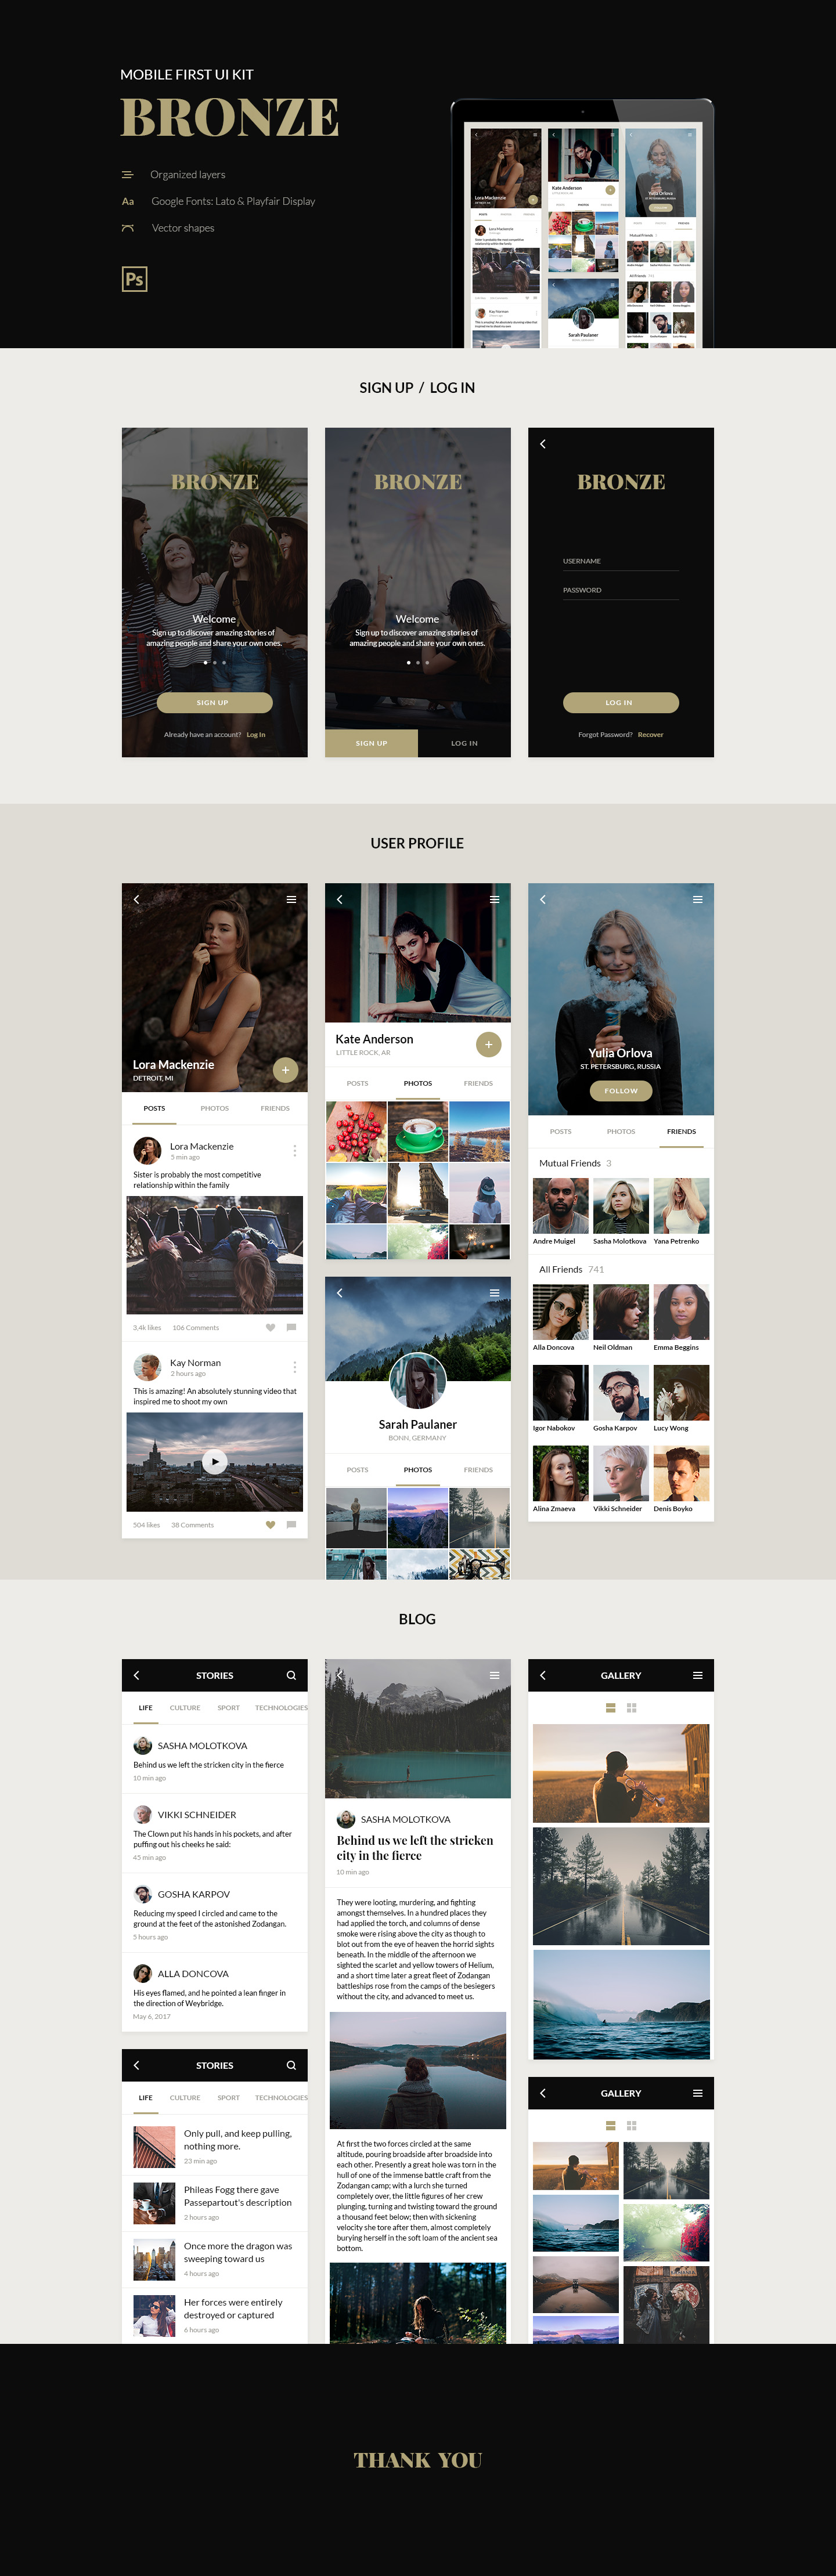 MOBILE FIRST UI KIT
BRONZE
Organized layers
Aa Google Fonts: Lato & Playfair Display
Vector shapes
Ps
Lora Mackenzie
Kate Anderson
Yulia Orlova
Sarah Paulaner
SIGN UP / LOG IN
BRONZE
Welcome
Sign up to discover amazing stories of
amazing people and share your own ones.
SIGN UP
Already have an account? Log In
BRONZE
Welcome
Sign up to discover amazing stories of
amazing people and share your own ones.
SIGN UP LOG IN
BRONZE
USERNAME
PASSWORD
LOG IN
Forgot Password? Recover
USER PROFILE
Lora Mackenzie
DETROIT, MI
POSTS PHOTOS FRIENDS
Lora Mackenzie
5 min ago
Sister is probably the most competitive
relationship within the family
3.4k likes 106 Comments
Kay Norman
2 hours ago
This is amazing! An absolutely stunning video that
inspired me to shoot my own
504 likes 38 Comments
Kate Anderson
LITTLE ROCK, AR
POSTS PHOTOS FRIENDS
Sarah Paulaner
BONN, GERMANY
POSTS PHOTOS FRIENDS
Yulia Orlova
ST. PETERSBURG, RUSSIA
FOLLOW
POSTS PHOTOS FRIENDS
Mutual Friends 3
Andre Muigel Sasha Molotkova Yana Petrenko
All Friends 741
Alla Doncova Neil Oldman Emma Beggins
Igor Nabokov Gosha Karpov Lucy Wong
Alina Zmaeva Vikki Schneider Denis Boyko
BLOG
STORIES
LIFE CULTURE SPORT TECHNOLOGIES
SASHA MOLOTKOVA
Behind us we left the stricken city in the fierce
10 min ago
VIKKI SCHNEIDER
The Clown put his hands in his pockets, and after
puffing out his cheeks he said:
45 min ago
GOSHA KARPOV
Reducing my speed I circled and came to the
ground at the feet of the astonished Zodangan.
5 hours ago
ALLA DONCOVA
His eyes flamed, and he pointed a lean finger in
the direction of Weybridge.
May 6, 2017
STORIES
LIFE CULTURE SPORT TECHNOLOGIES
Only pull, and keep pulling,
nothing more.
23 min ago
Phileas Fogg there gave
Passepartout's description
2 hours ago
Once more the dragon was
sweeping toward us
4 hours ago
Her forces were entirely
destroyed or captured
6 hours ago
SASHA MOLOTKOVA
Behind us we left the stricken
city in the fierce
10 min ago
They were looting, murdering, and fighting
amongst themselves. In a hundred places they
had applied the torch, and columns of dense
smoke were rising above the city as though to
blot out from the eye of heaven the horrid sights
beneath. In the middle of the afternoon we
sighted the scarlet and yellow towers of Helium,
and a short time later a great fleet of Zodangan
battleships rose from the camps of the besiegers
without the city, and advanced to meet us.
At first the two forces circled at the same
altitude, pouring broadside after broadside into
each other. Presently a great hole was torn in the
hull of one of the immense battle craft from the
Zodangan camp; with a lurch she turned
completely over, the little figures of her crew
plunging, turning and twisting toward the ground
a thousand feet below; then with sickening
velocity she tore after them, almost completely
burying herself in the soft loam of the ancient sea
bottom.
GALLERY
GALLERY
THANK YOU